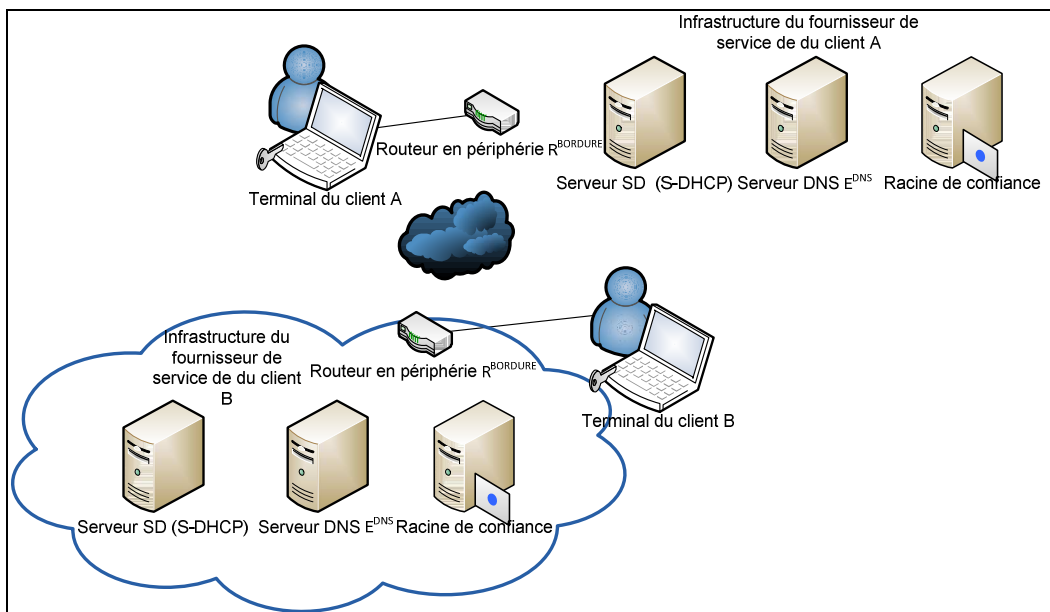 Infrastructure du fournisseur de
service de du client A
Routeur en périphérie R^BORDURE
Terminal du client A
Serveur SD (S-DHCP)
Serveur DNS E^DNS
Racine de confiance
Infrastructure du
fournisseur de
service de du client
B
Routeur en périphérie R^BORDURE
Terminal du client B
Serveur SD (S-DHCP)
Serveur DNS E^DNS
Racine de confiance